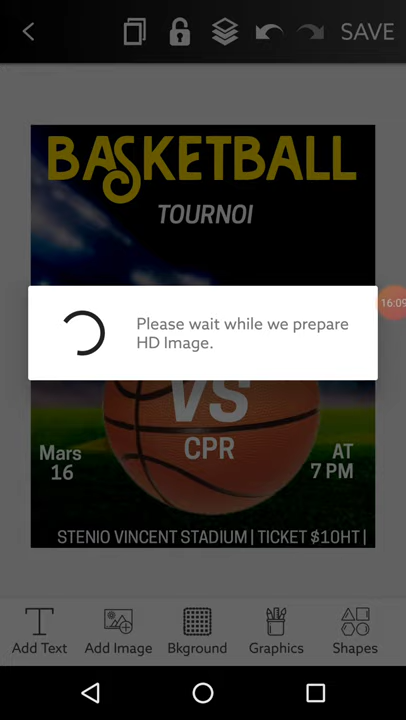 SAVE
BASKETBALL
TOURNOI
16:09
Please wait while we prepare
HD Image.
VS
CPR
Mars
16
AT
7 PM
STENIO VINCENT STADIUM | TICKET $10HT |
Add Text
Add Image
Bkground
Graphics
Shapes